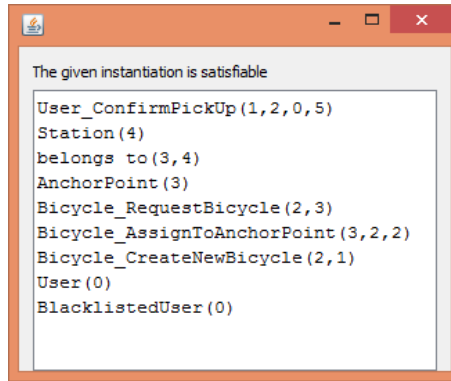 The given instantiation is satisfiable
User_ConfirmPickUp(1,2,0,5)
Station(4)
belongs to(3,4)
AnchorPoint(3)
Bicycle_RequestBicycle(2,3)
Bicycle_AssignToAnchorPoint(3,2,2)
Bicycle_CreateNewBicycle(2,1)
User(0)
BlacklistedUser(0)